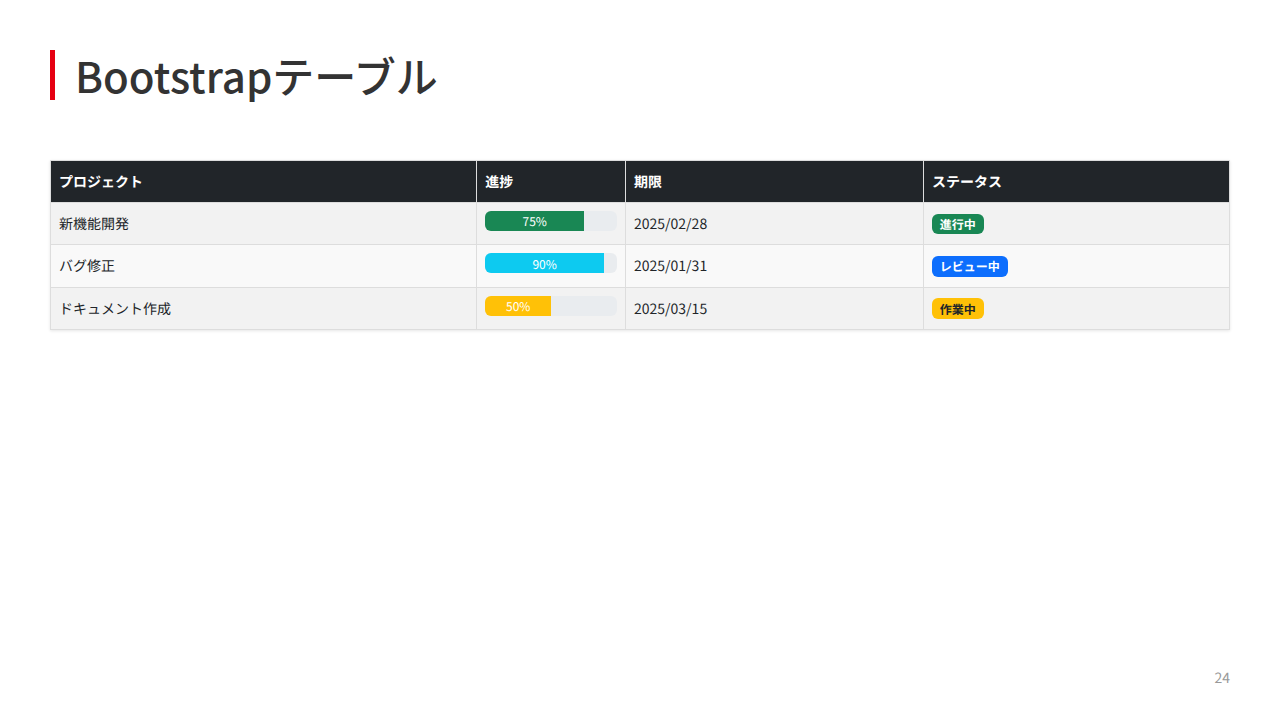 Bootstrapテーブル
プロジェクト 進捗 期限 ステータス
新機能開発 75% 2025/02/28 進行中
バグ修正 90% 2025/01/31 レビュー中
ドキュメント作成 50% 2025/03/15 作業中
24